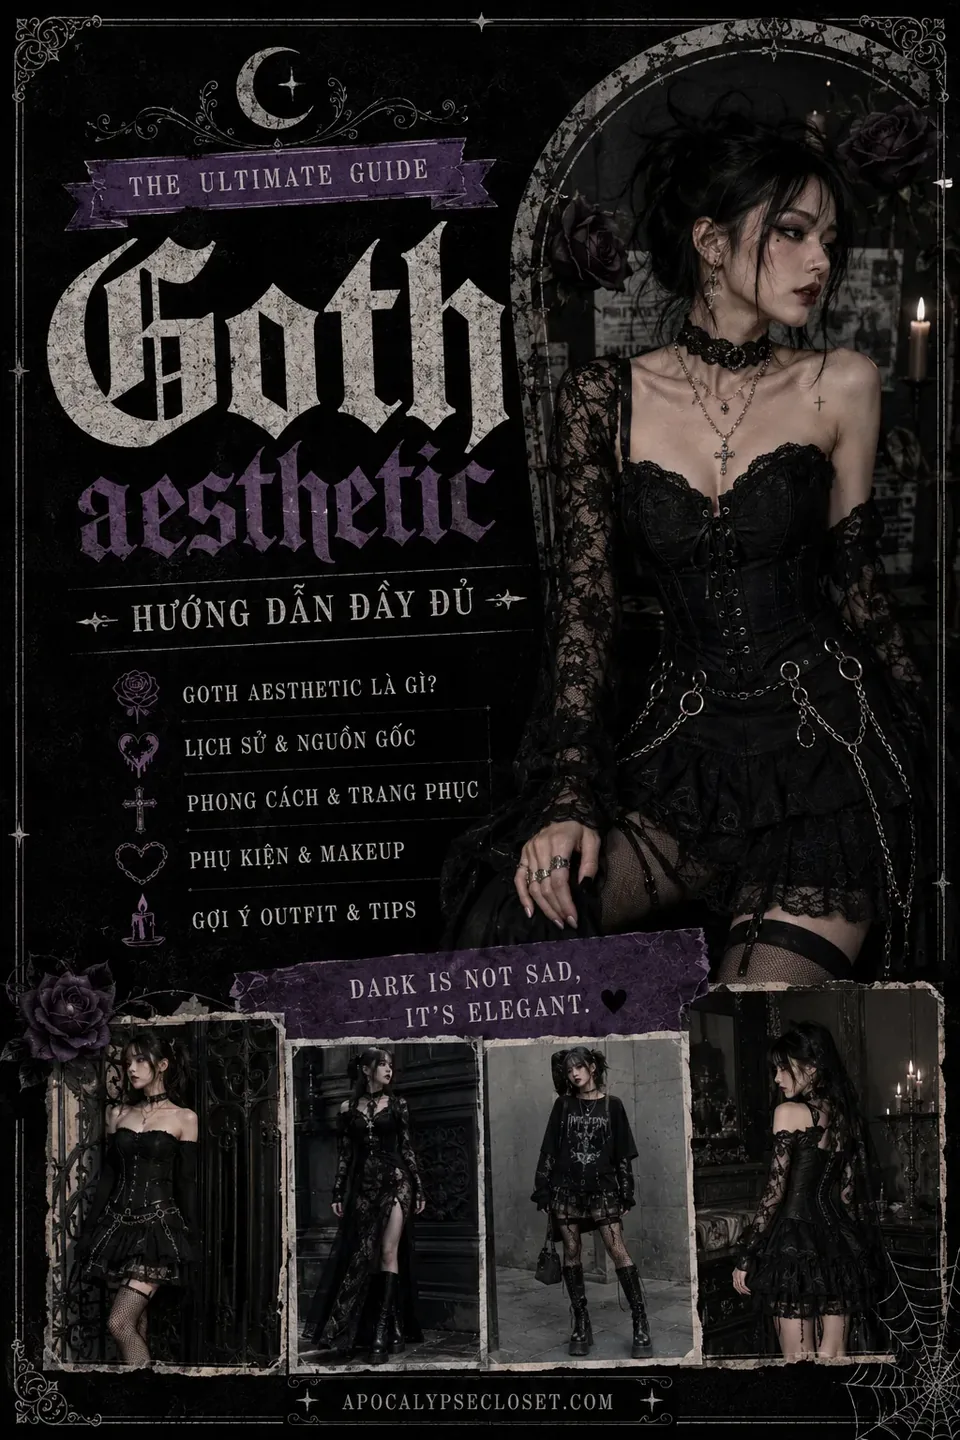 THE ULTIMATE GUIDE
Goth
aesthetic
HƯỚNG DẪN ĐẦY ĐỦ
GOTH AESTHETIC LÀ GÌ?
LỊCH SỬ & NGUỒN GỐC
PHONG CÁCH & TRANG PHỤC
PHỤ KIỆN & MAKEUP
GỢI Ý OUTFIT & TIPS
DARK IS NOT SAD,
IT'S ELEGANT.
APOCALYPSECLOSET.COM